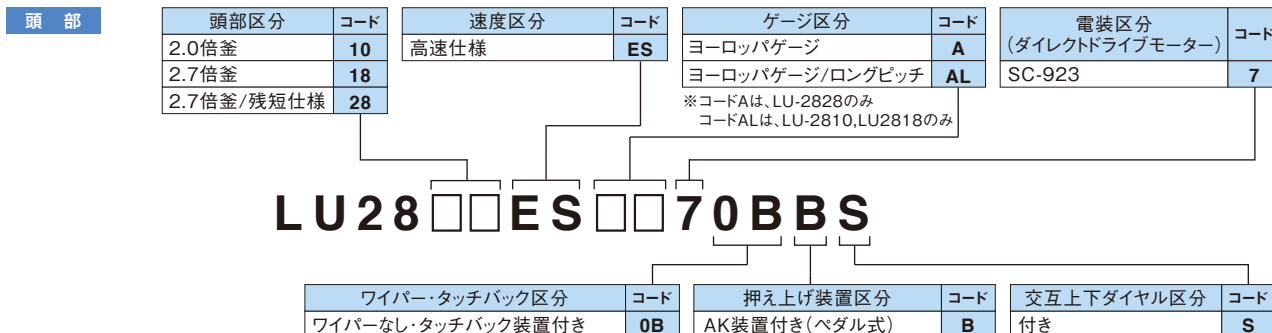 頭 部
頭部区分 コード
2.0倍釜 10
2.7倍釜 18
2.7倍釜/残短仕様 28
速度区分 コード
高速仕様 ES
ゲージ区分 コード
ヨーロッパゲージ A
ヨーロッパゲージ/ロングピッチ AL
※コードAは、LU-2828のみ
コードALは、LU-2810,LU2818のみ
電装区分
(ダイレクトドライブモーター) コード
SC-923 7
LU28□□ES□□70BBS
ワイパー・タッチバック区分 コード
ワイパーなし・タッチバック装置付き 0B
押え上げ装置区分 コード
AK装置付き(ペダル式) B
交互上下ダイヤル区分 コード
付き S